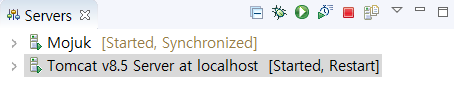 Servers
Mojuk [Started, Synchronized]
Tomcat v8.5 Server at localhost [Started, Restart]